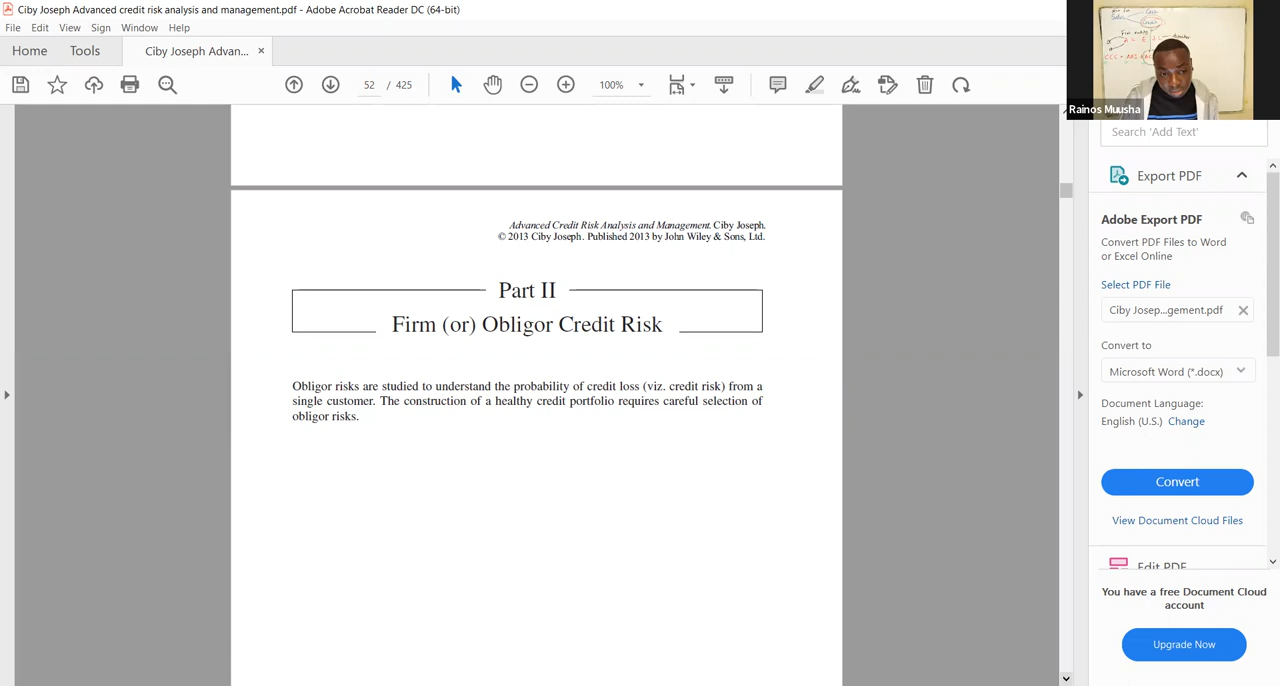 Ciby Joseph Advanced credit risk analysis and management.pdf - Adobe Acrobat Reader DC (64-bit)
File Edit View Sign Window Help
Home Tools Ciby Joseph Advan... ×
52 / 425 100%
Rainos Muusha
Search 'Add Text'
Export PDF
Adobe Export PDF
Convert PDF Files to Word
or Excel Online
Select PDF File
Ciby Josep...gement.pdf
Convert to
Microsoft Word (*.docx)
Document Language:
English (U.S.) Change
Convert
View Document Cloud Files
Edit PDF
You have a free Document Cloud
account
Upgrade Now
Advanced Credit Risk Analysis and Management. Ciby Joseph.
© 2013 Ciby Joseph. Published 2013 by John Wiley & Sons, Ltd.
Part II
Firm (or) Obligor Credit Risk
Obligor risks are studied to understand the probability of credit loss (viz. credit risk) from a
single customer. The construction of a healthy credit portfolio requires careful selection of
obligor risks.